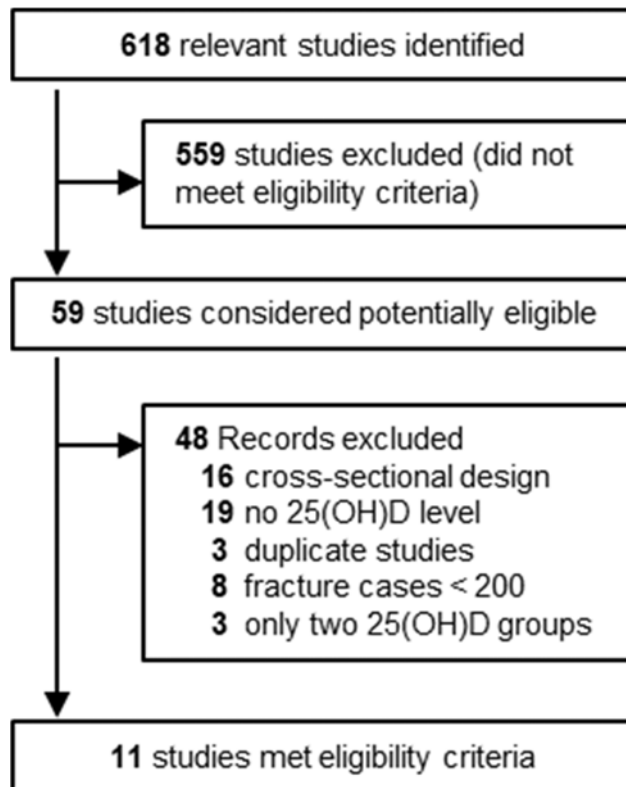 618 relevant studies identified
559 studies excluded (did not
meet eligibility criteria)
59 studies considered potentially eligible
48 Records excluded
16 cross-sectional design
19 no 25(OH)D level
3 duplicate studies
8 fracture cases < 200
3 only two 25(OH)D groups
11 studies met eligibility criteria